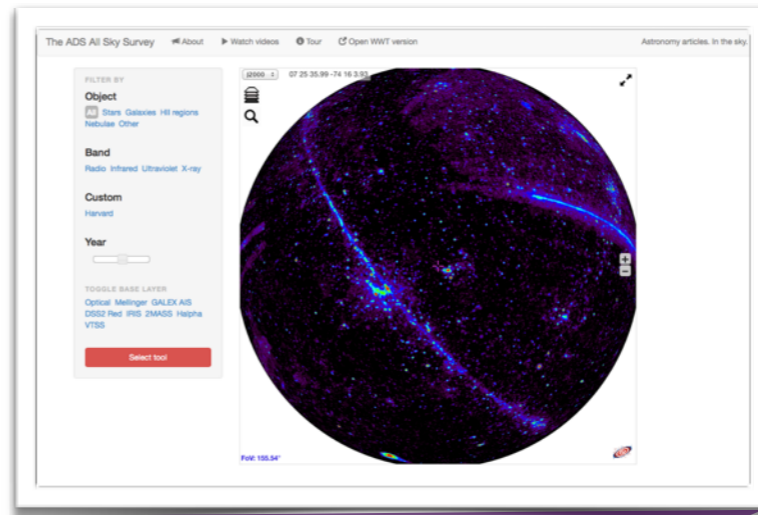 The ADS All Sky Survey About Watch videos Tour Open WWT version Astronomy articles. In the sky.
FILTER BY
Object
All Stars Galaxies HII regions
Nebulae Other
Band
Radio Infrared Ultraviolet X-ray
Custom
Harvard
Year
TOGGLE BASE LAYER
Optical Mellinger GALEX AIS
DSS2 Red IRIS 2MASS Halpha
VTSS
Select tool
j2000 07 25 35.99 -74 16 3.93
+
−
FoV: 155.54°